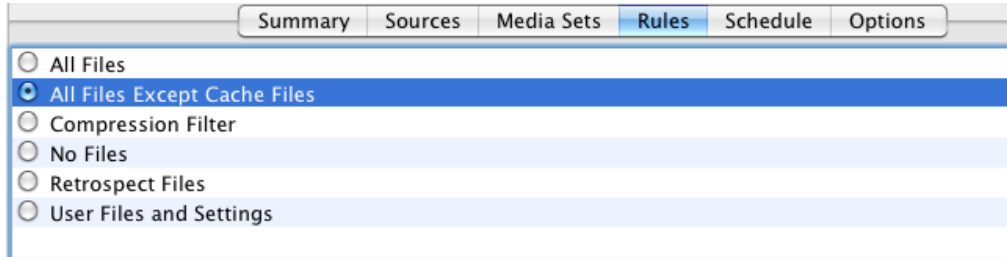 Summary Sources Media Sets Rules Schedule Options
All Files
All Files Except Cache Files
Compression Filter
No Files
Retrospect Files
User Files and Settings